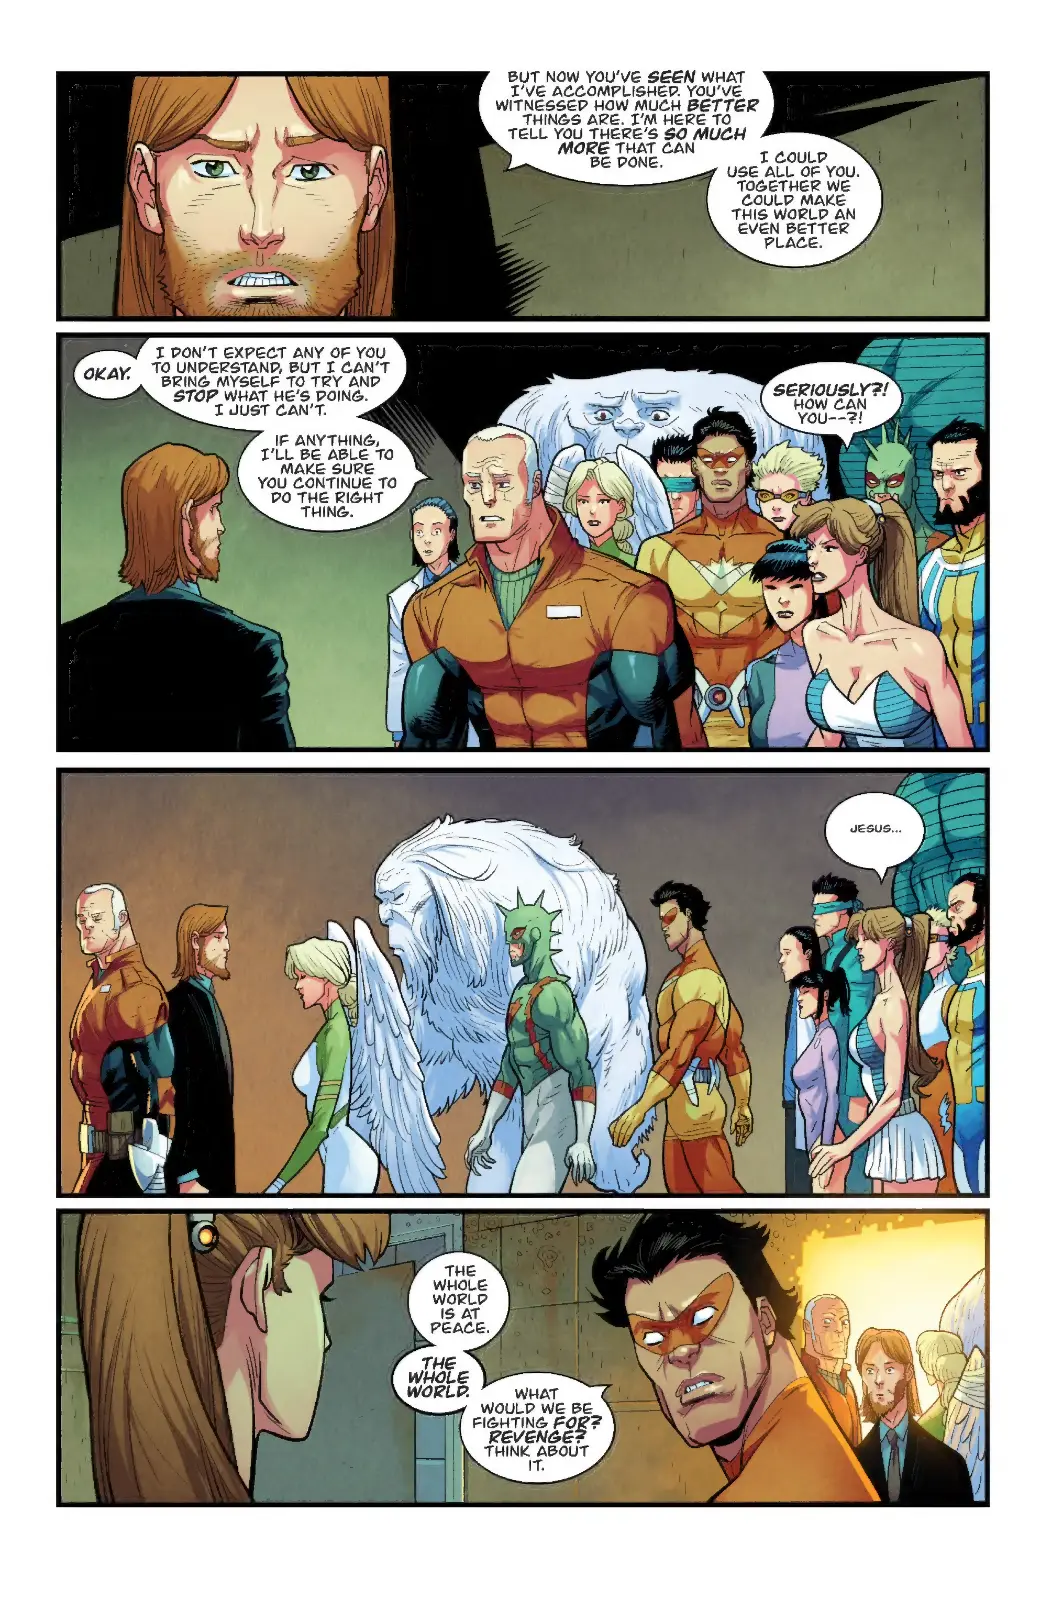 BUT NOW YOU'VE SEEN WHAT
I'VE ACCOMPLISHED. YOU'VE
WITNESSED HOW MUCH BETTER
THINGS ARE. I'M HERE TO
TELL YOU THERE'S SO MUCH
MORE THAT CAN
BE DONE.
I COULD
USE ALL OF YOU.
TOGETHER WE
COULD MAKE
THIS WORLD AN
EVEN BETTER
PLACE.
OKAY.
I DON'T EXPECT ANY OF YOU
TO UNDERSTAND, BUT I CAN'T
BRING MYSELF TO TRY AND
STOP WHAT HE'S DOING.
I JUST CAN'T.
IF ANYTHING,
I'LL BE ABLE TO
MAKE SURE
YOU CONTINUE TO
DO THE RIGHT
THING.
SERIOUSLY?!
HOW CAN
YOU--?!
JESUS...
THE
WHOLE
WORLD
IS AT
PEACE.
THE
WHOLE
WORLD.
WHAT
WOULD WE BE
FIGHTING FOR?
REVENGE?
THINK ABOUT
IT.